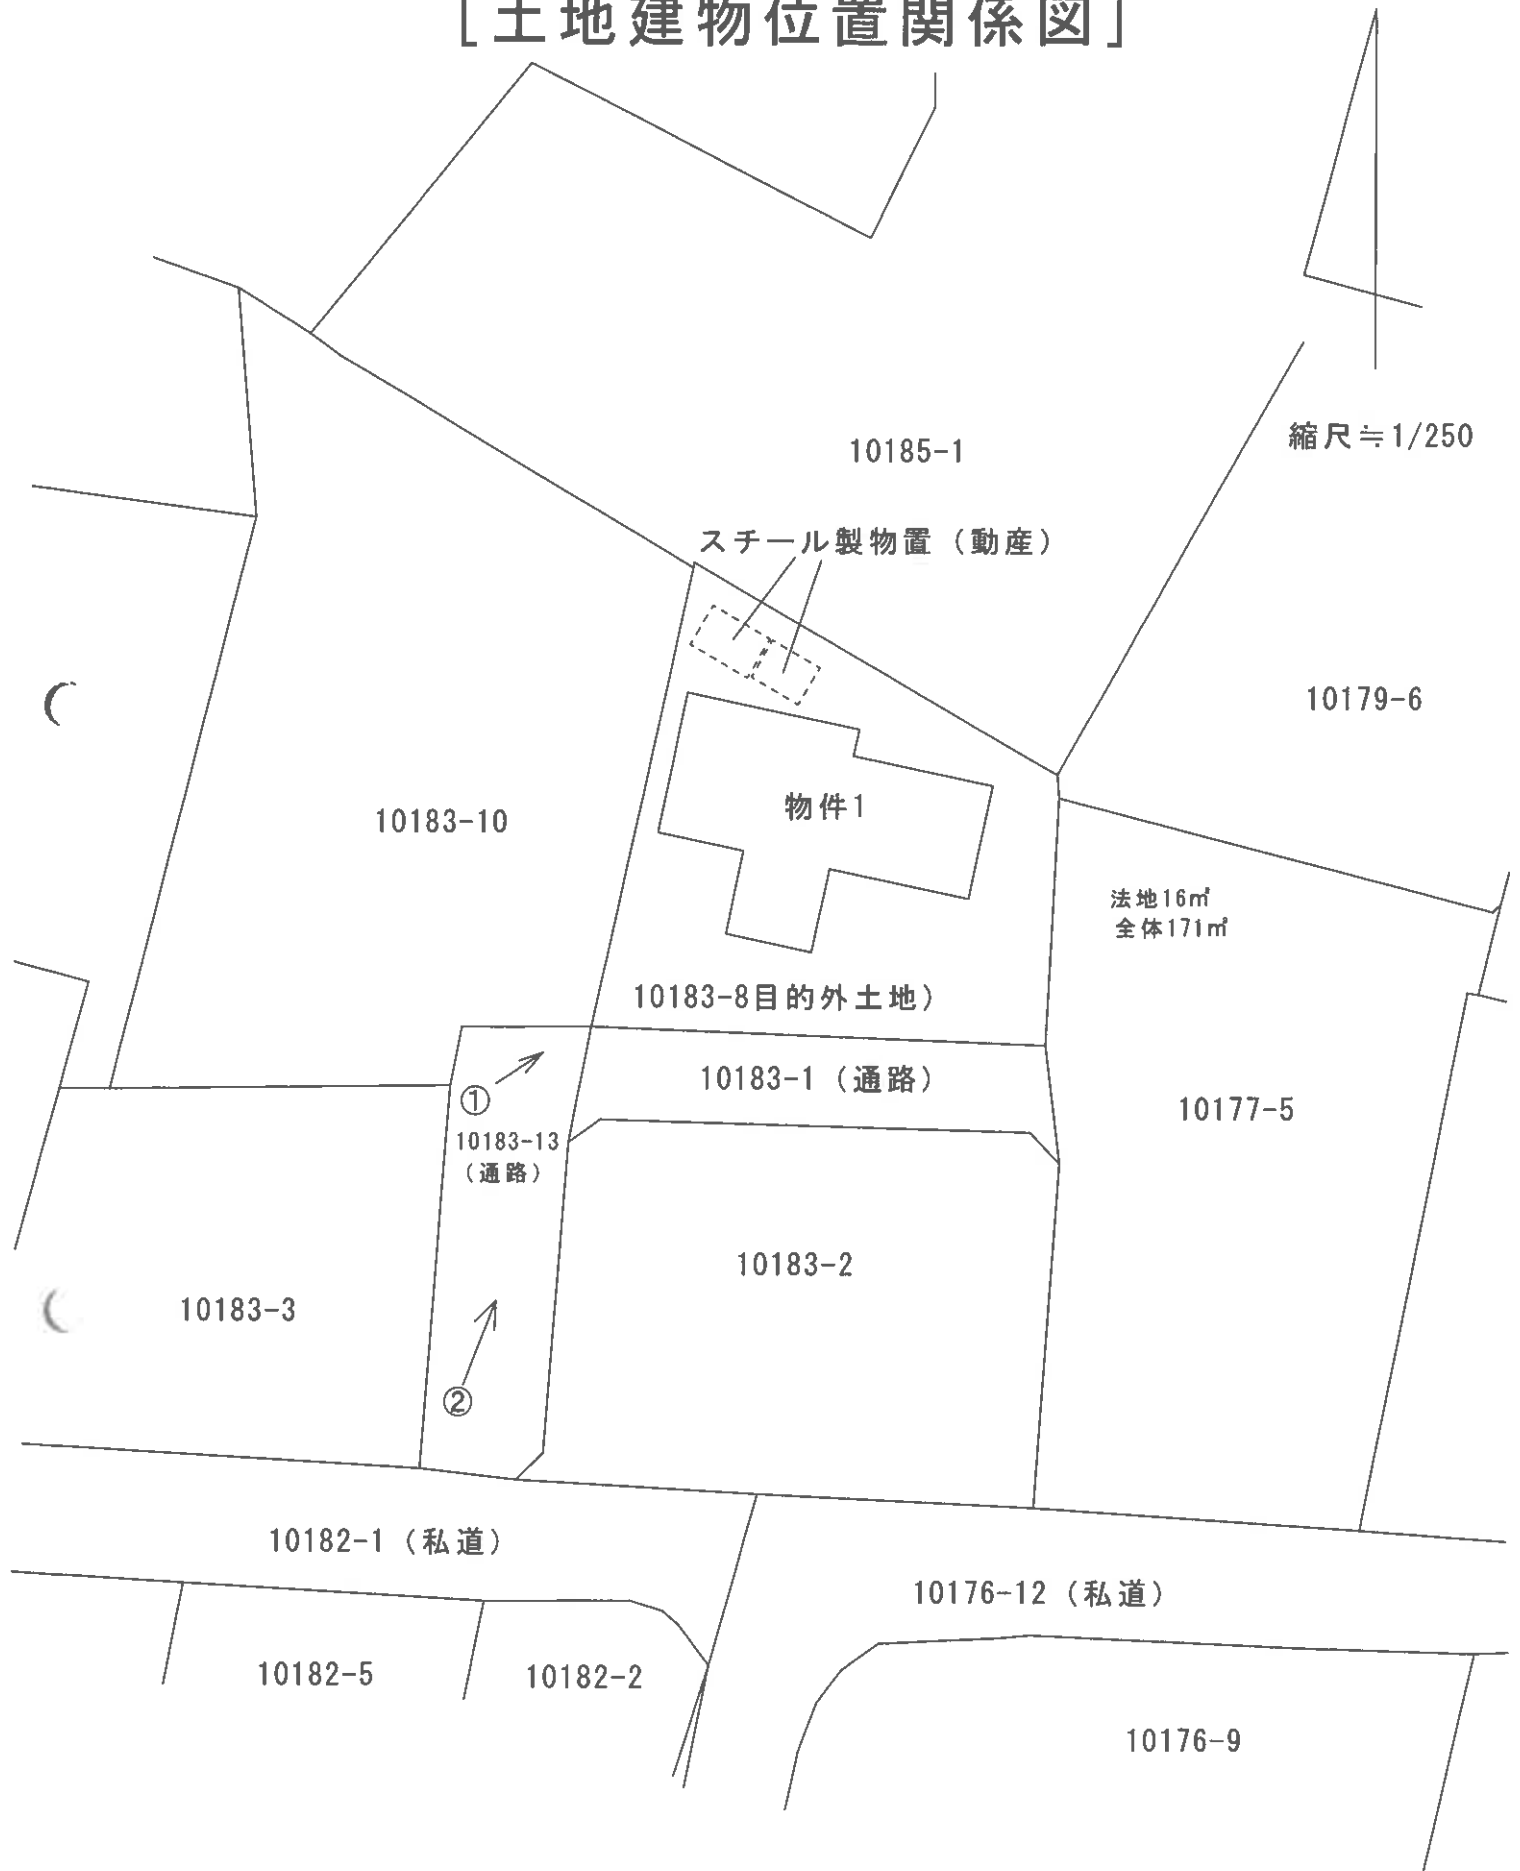 [土地建物位置関係図]
縮尺≒1/250
10185-1
スチール製物置（動産）
10179-6
物件1
10183-10
法地16㎡
全体171㎡
10183-8目的外土地）
10183-1（通路）
①
10177-5
10183-13
（通路）
10183-2
10183-3
②
10182-1（私道）
10176-12（私道）
10182-5
10182-2
10176-9